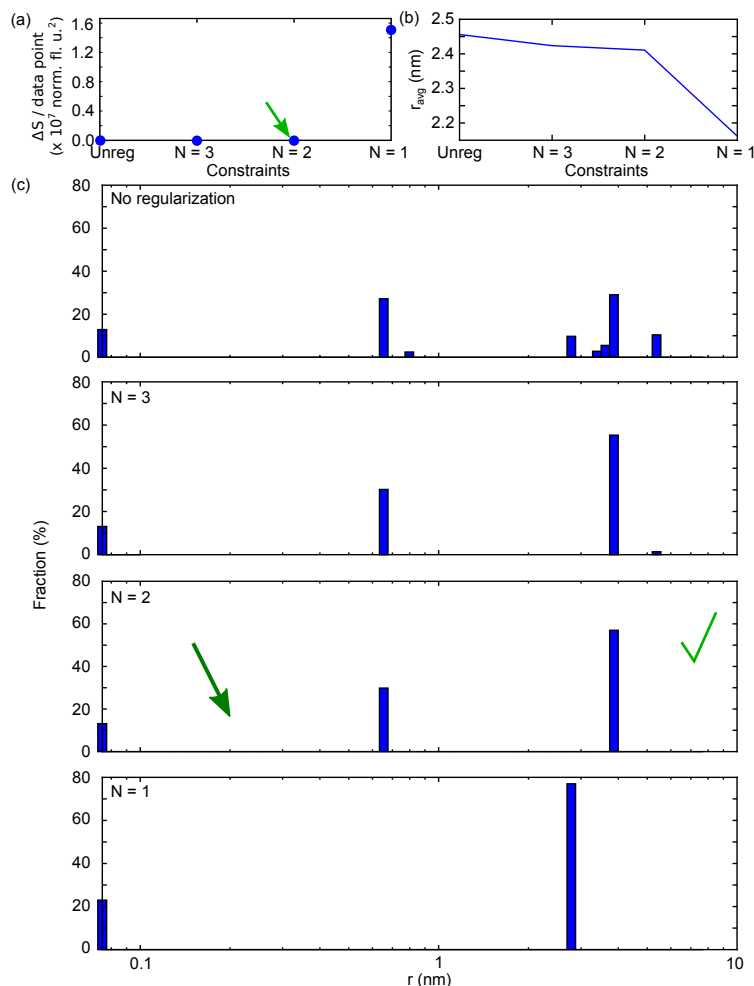 (a)
ΔS / data point
(x 10⁷ norm. fl. u.²)
1.6
1.2
0.8
0.4
0.0
Unreg
N = 3
N = 2
N = 1
Constraints
(b)
r_avg (nm)
2.5
2.4
2.3
2.2
Unreg
N = 3
N = 2
N = 1
Constraints
(c)
Fraction (%)
No regularization
80
60
40
20
0
N = 3
80
60
40
20
0
N = 2
80
60
40
20
0
N = 1
80
60
40
20
0
0.1
1
10
r (nm)